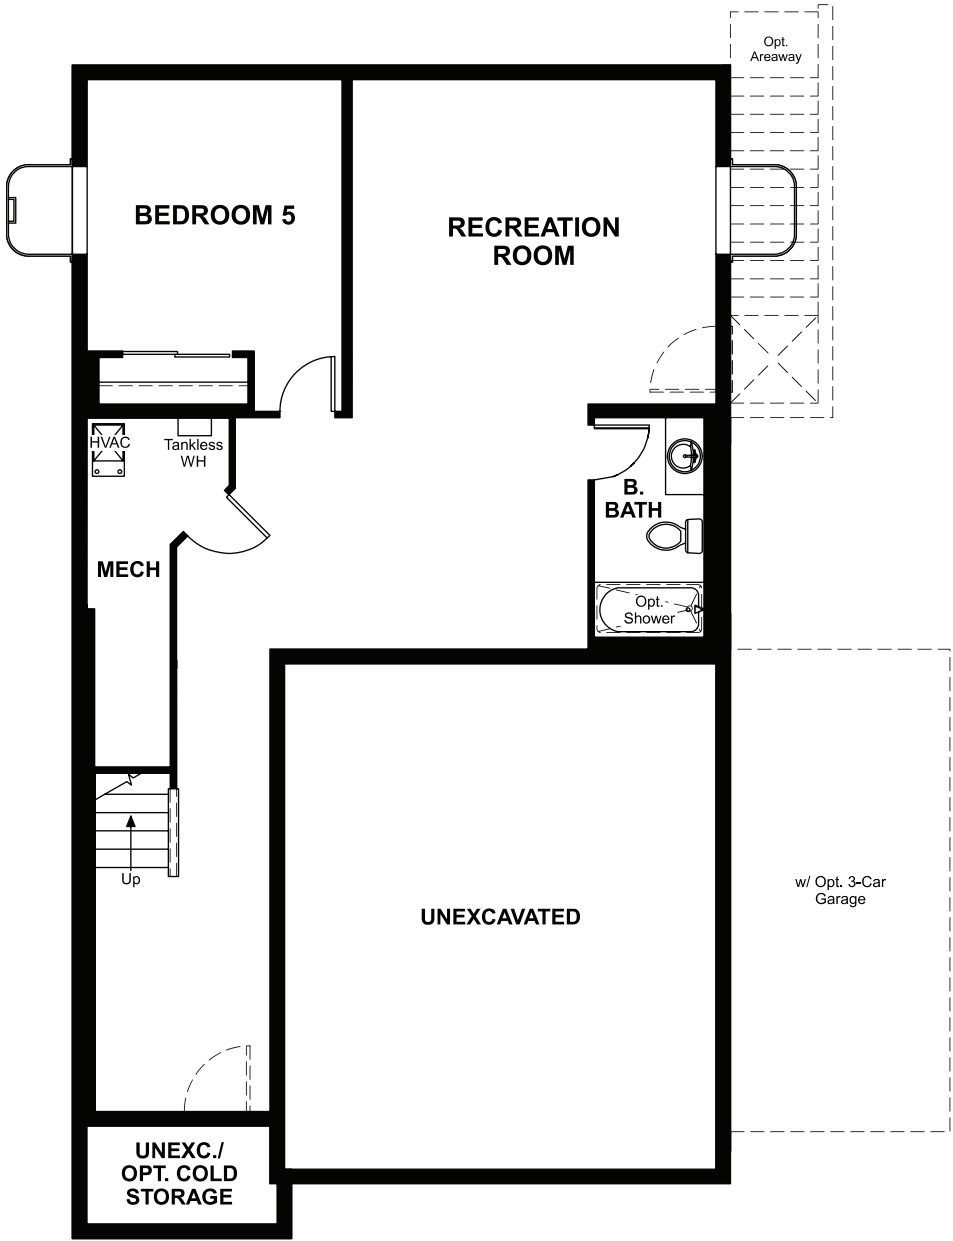 Opt.
Areaway
BEDROOM 5
RECREATION
ROOM
HVAC
Tankless
WH
B.
BATH
MECH
Opt.
Shower
Up
w/ Opt. 3-Car
Garage
UNEXCAVATED
UNEXC./
OPT. COLD
STORAGE